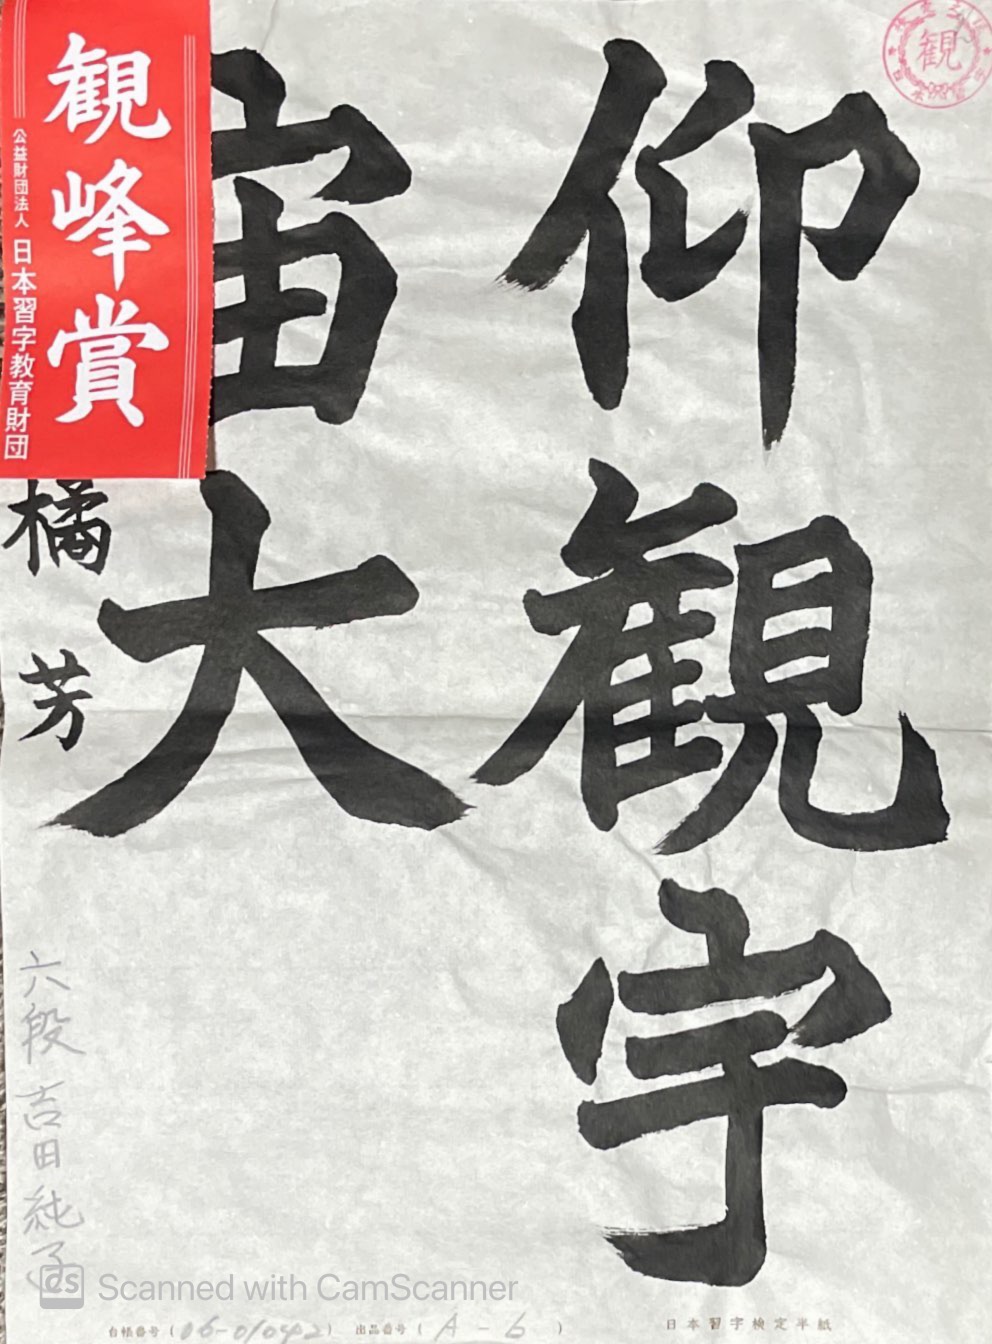 仰観宇
宙大
橘芳
六段 吉田純子
観峰賞
公益財団法人 日本習字教育財団
観
台帳番号 (06-01042) 出品番号 (A-6)
日本習字検定半紙
CS Scanned with CamScanner